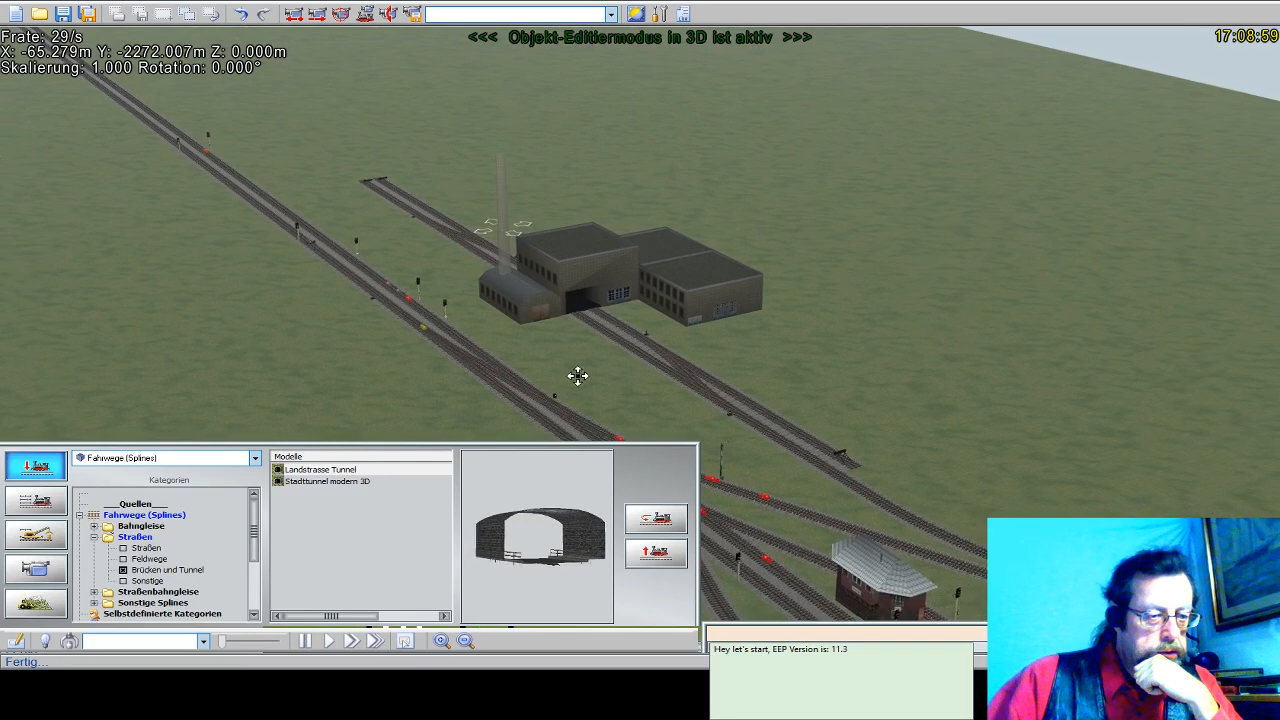 Frate: 29/s
<<< Objekt-Editiermodus in 3D ist aktiv >>>
17:08:59
X: -65.279m Y: -2272.007m Z: 0.000m
Skalierung: 1.000 Rotation: 0.000°
Fahrwege (Splines)
Kategorien
__Quellen__
Fahrwege (Splines)
Bahngleise
Straßen
Straßen
Feldwege
Brücken und Tunnel
Sonstige
Straßenbahngleise
Sonstige Splines
Selbstdefinierte Kategorien
Modelle
Landstrasse Tunnel
Stadttunnel modern 3D
Fertig...
Hey let's start, EEP Version is: 11.3